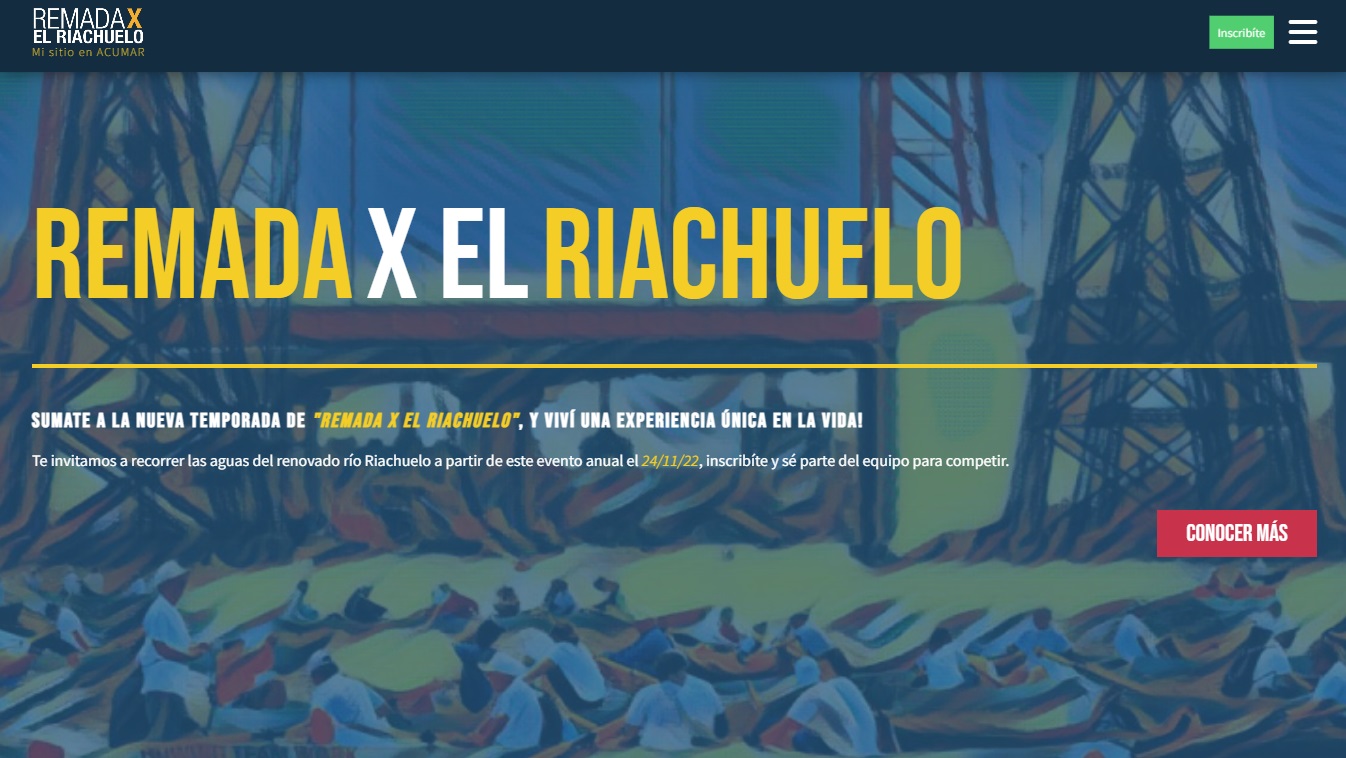 REMADAX
EL RIACHUELO
Mi sitio en ACUMAR
Inscribíte
REMADA X EL RIACHUELO
SUMATE A LA NUEVA TEMPORADA DE "REMADA X EL RIACHUELO", Y VIVÍ UNA EXPERIENCIA ÚNICA EN LA VIDA!
Te invitamos a recorrer las aguas del renovado río Riachuelo a partir de este evento anual el 24/11/22, inscribíte y sé parte del equipo para competir.
CONOCER MÁS